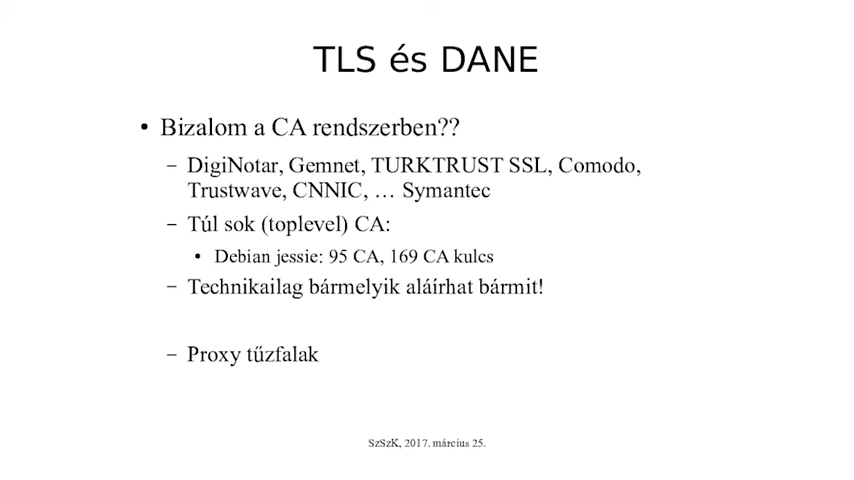 TLS és DANE
• Bizalom a CA rendszerben??
– DigiNotar, Gemnet, TURKTRUST SSL, Comodo,
Trustwave, CNNIC, … Symantec
– Túl sok (toplevel) CA:
• Debian jessie: 95 CA, 169 CA kulcs
– Technikailag bármelyik aláírhat bármit!
– Proxy tűzfalak
SzSzK, 2017. március 25.